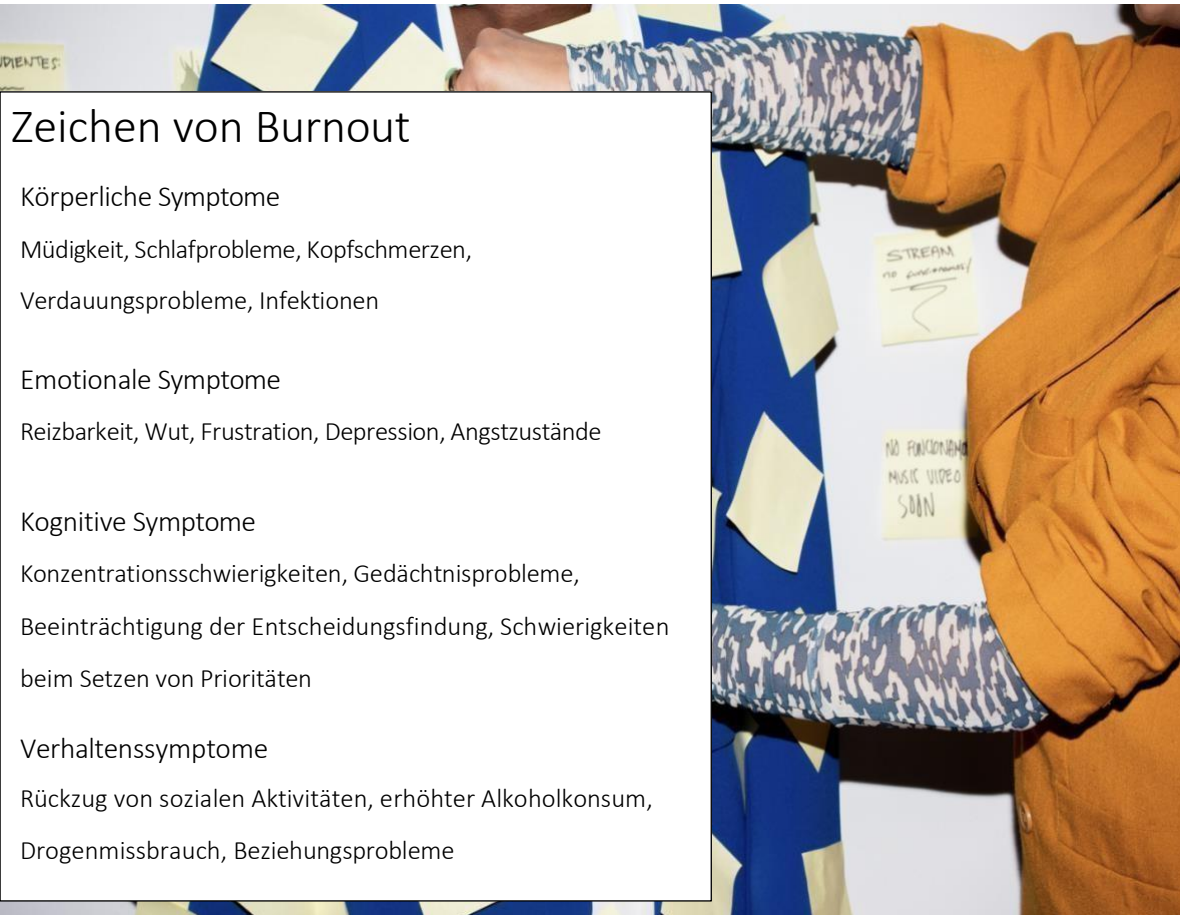 Zeichen von Burnout
Körperliche Symptome
Müdigkeit, Schlafprobleme, Kopfschmerzen,
Verdauungsprobleme, Infektionen
Emotionale Symptome
Reizbarkeit, Wut, Frustration, Depression, Angstzustände
Kognitive Symptome
Konzentrationsschwierigkeiten, Gedächtnisprobleme,
Beeinträchtigung der Entscheidungsfindung, Schwierigkeiten
beim Setzen von Prioritäten
Verhaltenssymptome
Rückzug von sozialen Aktivitäten, erhöhter Alkoholkonsum,
Drogenmissbrauch, Beziehungsprobleme
STREAM
no
NO
MUSIC VIDEO
SOON